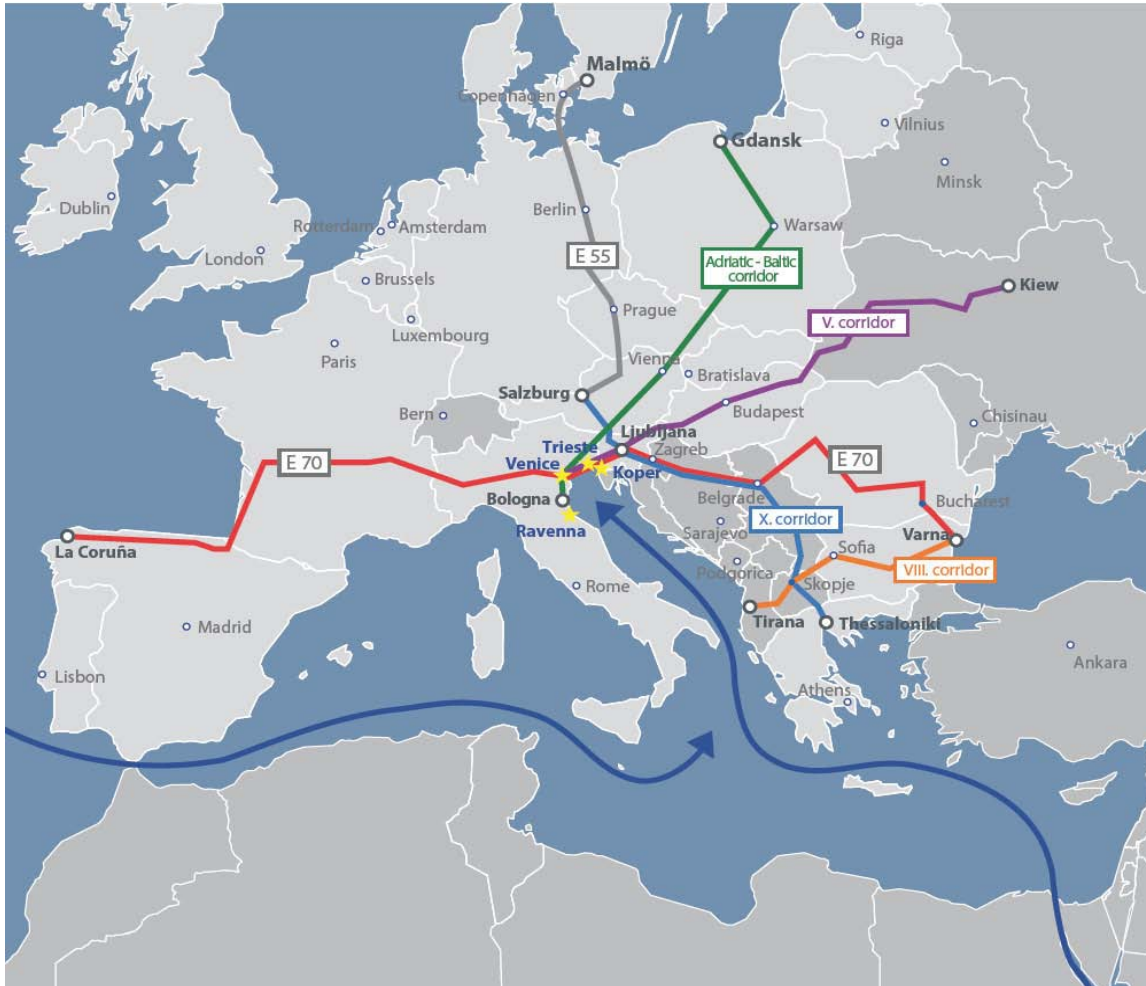 Riga
Malmö
Copenhagen
Vilnius
Gdansk
Minsk
Dublin
Berlin
Rotterdam
Amsterdam
Warsaw
London
E 55
Adriatic - Baltic
corridor
Brussels
Kiew
Prague
V. corridor
Luxembourg
Paris
Vienna
Bratislava
Salzburg
Budapest
Bern
Chisinau
Ljubljana
Trieste
Zagreb
E 70
Venice
Koper
E 70
Bologna
Belgrade
Bucharest
X. corridor
Ravenna
Sarajevo
Varna
La Coruña
Sofia
VIII. corridor
Podgorica
Skopje
Rome
Tirana
Thessaloniki
Madrid
Ankara
Lisbon
Athens